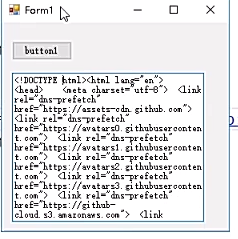 Form1
button1
<!DOCTYPE html><html lang="en">
<head>    <meta charset="utf-8">  <link
rel="dns-prefetch"
href="https://assets-cdn.github.com">
<link rel="dns-prefetch"
href="https://avatars0.githubuserconten
t.com">  <link rel="dns-prefetch"
href="https://avatars1.githubuserconten
t.com">  <link rel="dns-prefetch"
href="https://avatars2.githubuserconten
t.com">  <link rel="dns-prefetch"
href="https://avatars3.githubuserconten
t.com">  <link rel="dns-prefetch"
href="https://github-
cloud.s3.amazonaws.com">  <link